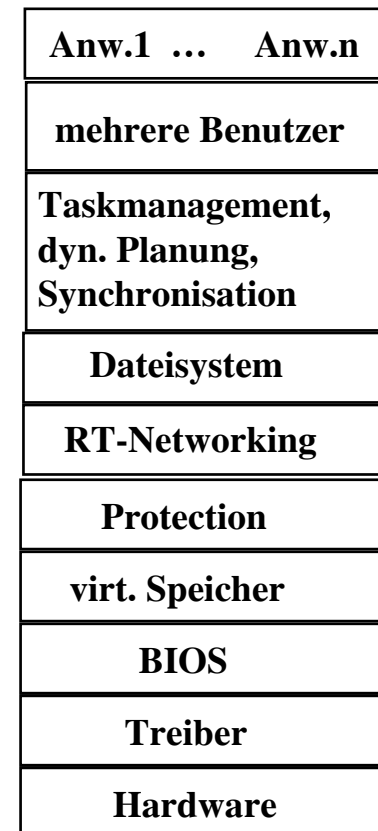 Anw.1 … Anw.n
mehrere Benutzer
Taskmanagement,
dyn. Planung,
Synchronisation
Dateisystem
RT-Networking
Protection
virt. Speicher
BIOS
Treiber
Hardware